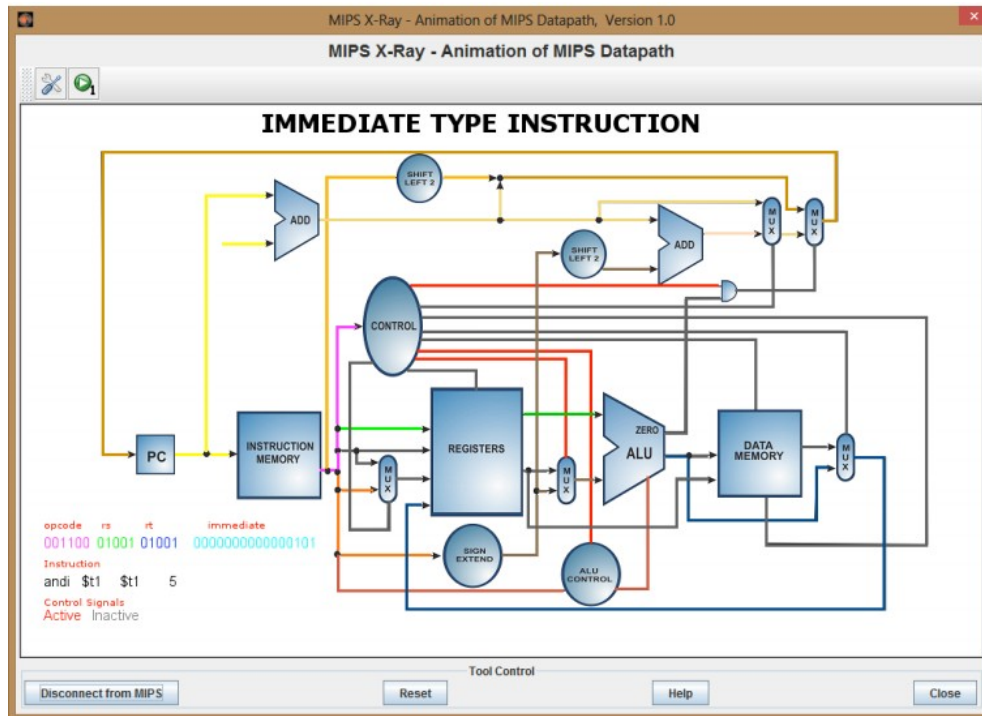 MIPS X-Ray - Animation of MIPS Datapath, Version 1.0
MIPS X-Ray - Animation of MIPS Datapath
1
IMMEDIATE TYPE INSTRUCTION
SHIFT
LEFT 2
ADD
MUX
MUX
SHIFT
LEFT 2
ADD
CONTROL
PC
INSTRUCTION
MEMORY
MUX
REGISTERS
MUX
ZERO
ALU
DATA
MEMORY
MUX
SIGN
EXTEND
ALU
CONTROL
opcode rs rt immediate
001100 01001 01001 0000000000000101
Instruction
andi $t1 $t1 5
Control Signals
Active Inactive
Tool Control
Disconnect from MIPS Reset Help Close